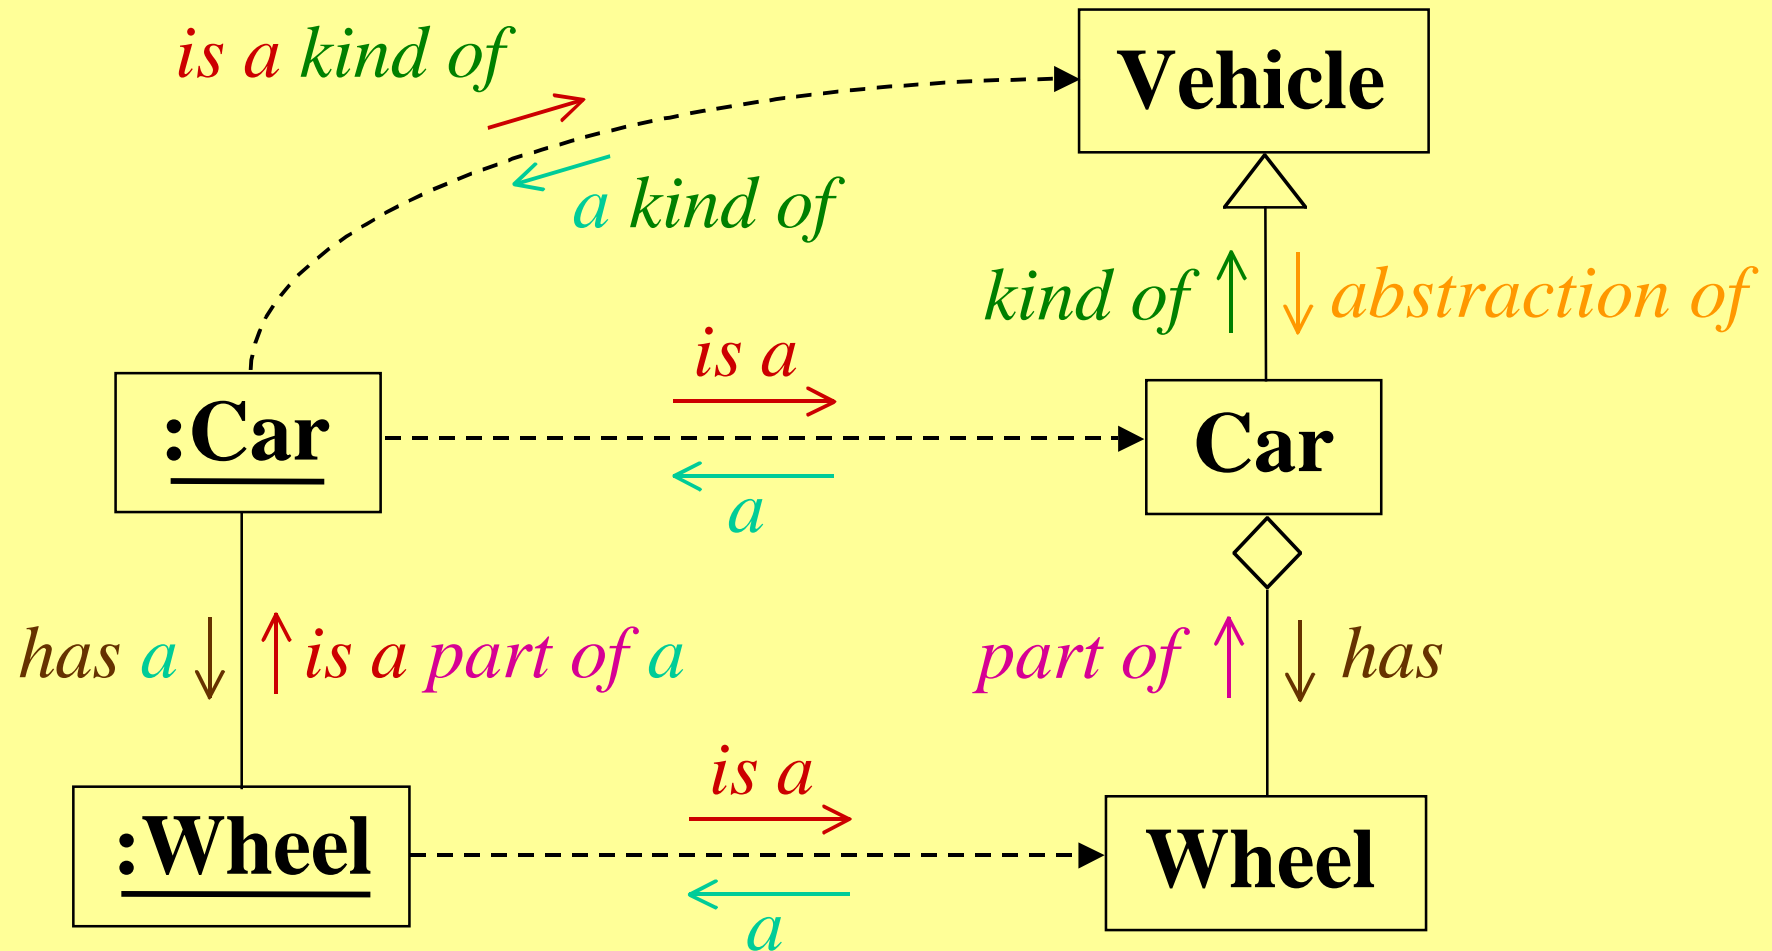 is a kind of
Vehicle
a kind of
kind of
abstraction of
is a
:Car
Car
a
has a
is a part of a
part of
has
is a
:Wheel
Wheel
a